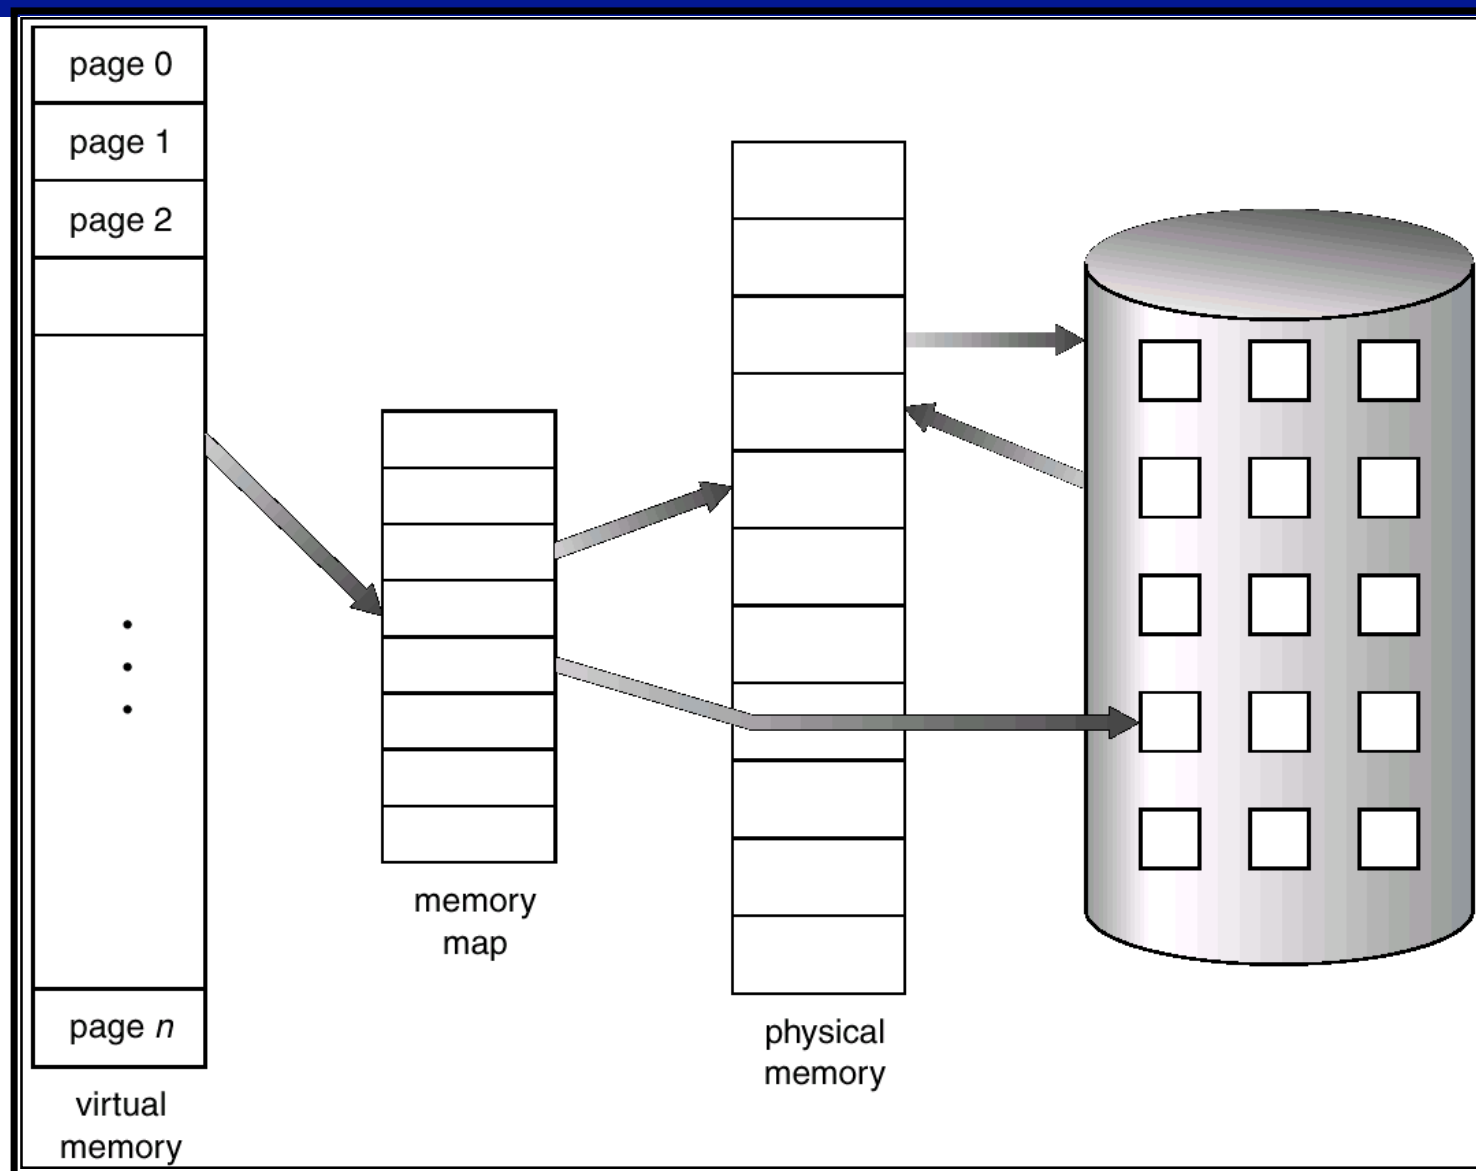 page 0
page 1
page 2
page n
virtual
memory
memory
map
physical
memory